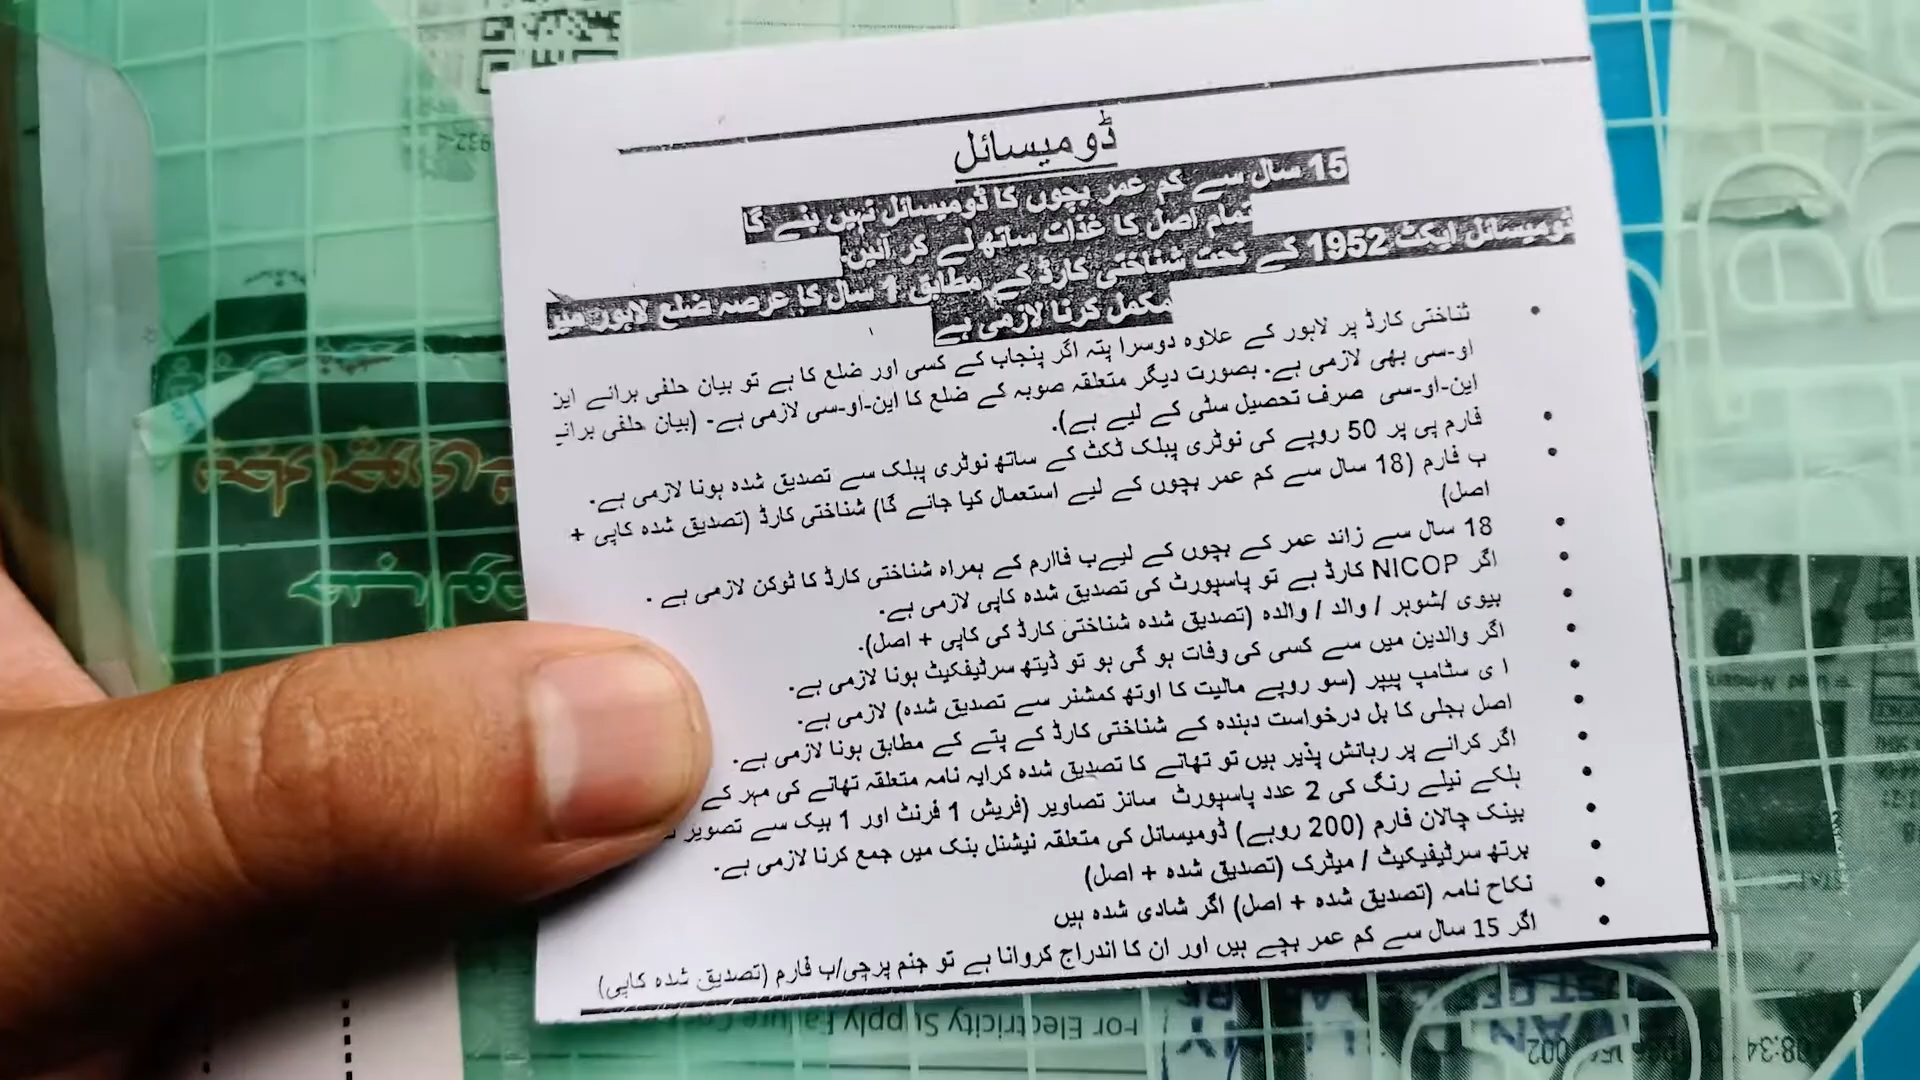 ڈومیسائل
15 سال سے کم عمر بچوں کا ڈومیسائل نہیں بنے گا
تمام اصل کا غذات ساتھ لے کر آئیں۔
ڈومیسائل ایکٹ 1952 کے تحت شناختی کارڈ کے مطابق 1 سال کا عرصہ ضلع لاہور میں
مکمل کرنا لازمی ہے
شناختی کارڈ پر لاہور کے علاوہ دوسرا پتہ اگر پنجاب کے کسی اور ضلع کا ہے تو بیان حلفی برائے این
او-سی بھی لازمی ہے۔ بصورت دیگر متعلقہ صوبہ کے ضلع کا این-او-سی لازمی ہے۔ (بیان حلفی برائے
این-او-سی صرف تحصیل سٹی کے لیے ہے).
فارم پی پر 50 روپے کی نوٹری پبلک ٹکٹ کے ساتھ نوٹری پبلک سے تصدیق شدہ ہونا لازمی ہے۔
ب فارم (18 سال سے کم عمر بچوں کے لیے استعمال کیا جائے گا) شناختی کارڈ (تصدیق شدہ کاپی +
اصل)
18 سال سے زائد عمر کے بچوں کے لیےب فاارم کے ہمراہ شناختی کارڈ کا ٹوکن لازمی ہے ۔
اگر NICOP کارڈ ہے تو پاسپورٹ کی تصدیق شدہ کاپی لازمی ہے۔
بیوی /شوہر / والد / والدہ (تصدیق شدہ شناختی کارڈ کی کاپی + اصل).
اگر والدین میں سے کسی کی وفات ہو گی ہو تو ڈیتھ سرٹیفکیٹ ہونا لازمی ہے۔
ا ی سٹامپ پیپر (سو روپے مالیت کا اوتھ کمشنر سے تصدیق شدہ) لازمی ہے۔
اصل بجلی کا بل درخواست دہندہ کے شناختی کارڈ کے پتے کے مطابق ہونا لازمی ہے۔
اگر کرائے پر رہائش پذیر ہیں تو تھانے کا تصدیق شدہ کرایہ نامہ متعلقہ تھانے کی مہر کے
ہلکے نیلے رنگ کی 2 عدد پاسپورٹ سائز تصاویر (فریش 1 فرنٹ اور 1 بیک سے تصویر
بینک چالان فارم (200 روپے) ڈومیسائل کی متعلقہ نیشنل بنک میں جمع کرنا لازمی ہے۔
برتھ سرٹیفیکیٹ / میٹرک (تصدیق شدہ + اصل)
نکاح نامہ (تصدیق شدہ + اصل) اگر شادی شدہ ہیں
اگر 15 سال سے کم عمر بچے ہیں اور ان کا اندراج کروانا ہے تو جنم پرچی/ب فارم (تصدیق شدہ کاپی)
For Electricity Supply Failure